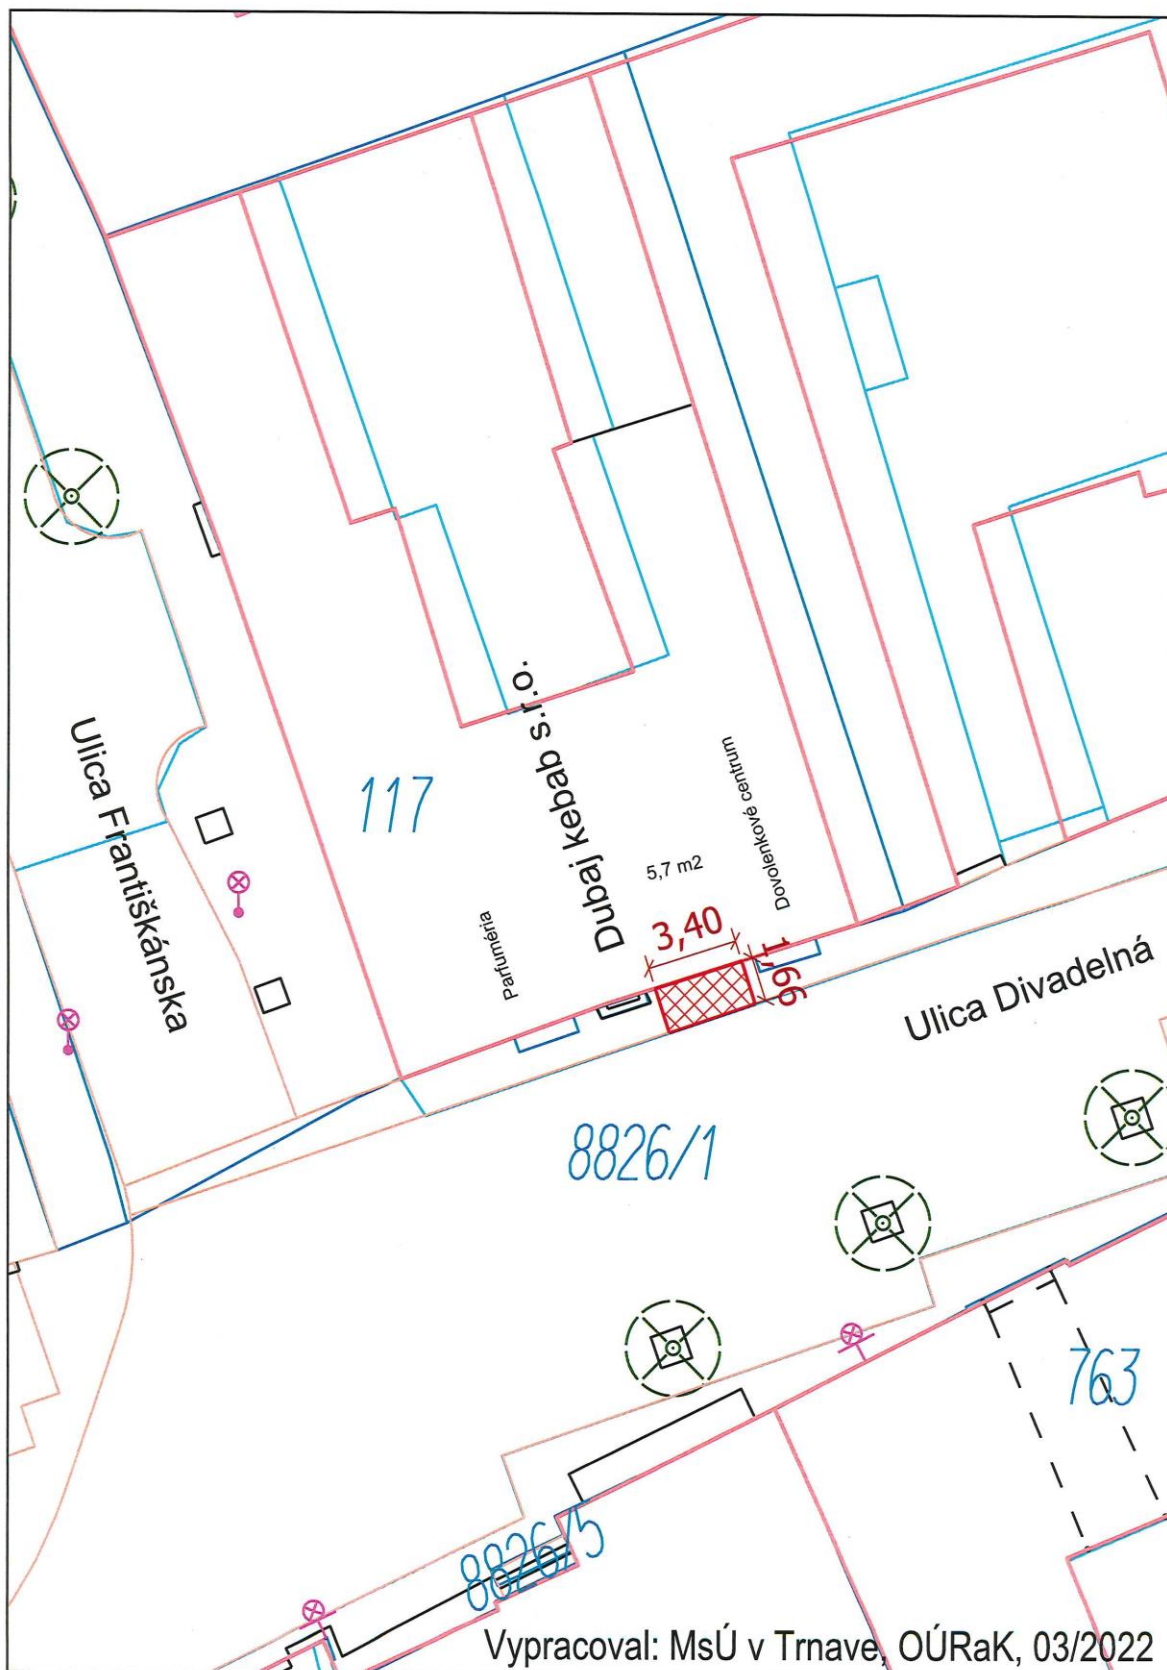 Ulica Františkánska
117
Dubaj kebab s.r.o.
Parfuméria
5,7 m2
Dovolenkové centrum
3,40
1,66
Ulica Divadelná
8826/1
763
8826/5
Vypracoval: MsÚ v Trnave, OÚRaK, 03/2022